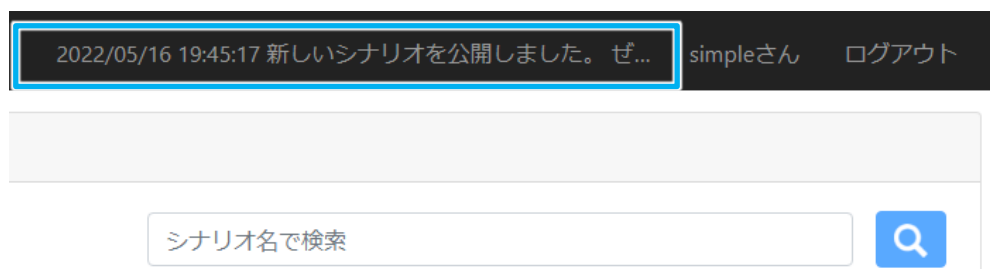 2022/05/16 19:45:17 新しいシナリオを公開しました。 ぜ... simpleさん ログアウト
シナリオ名で検索